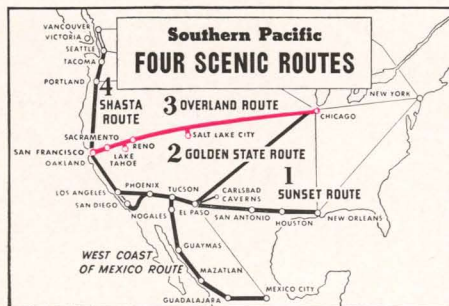 Southern Pacific
FOUR SCENIC ROUTES
VANCOUVER
VICTORIA
SEATTLE
TACOMA
PORTLAND
4
SHASTA
ROUTE
3 OVERLAND ROUTE
NEW YORK
CHICAGO
SACRAMENTO
RENO
SALT LAKE CITY
SAN FRANCISCO
OAKLAND
LAKE
TAHOE
2 GOLDEN STATE ROUTE
1
SUNSET ROUTE
LOS ANGELES
PHOENIX
TUCSON
CARLSBAD
CAVERNS
SAN DIEGO
NOGALES
EL PASO
SAN ANTONIO
HOUSTON
NEW ORLEANS
WEST COAST
OF MEXICO ROUTE
GUAYMAS
MAZATLAN
MEXICO CITY
GUADALAJARA